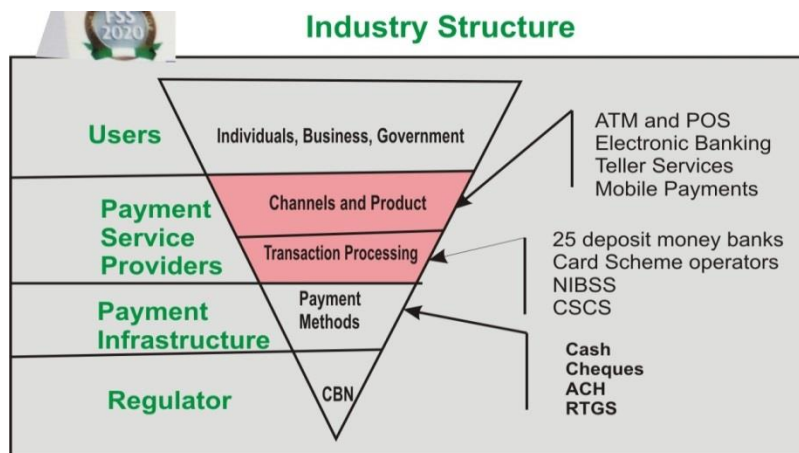 FSS
2020
Industry Structure
Users
Individuals, Business, Government
ATM and POS
Electronic Banking
Teller Services
Mobile Payments
Payment
Service
Providers
Channels and Product
Transaction Processing
25 deposit money banks
Card Scheme operators
NIBSS
CSCS
Payment
Infrastructure
Payment
Methods
Cash
Cheques
ACH
RTGS
Regulator
CBN